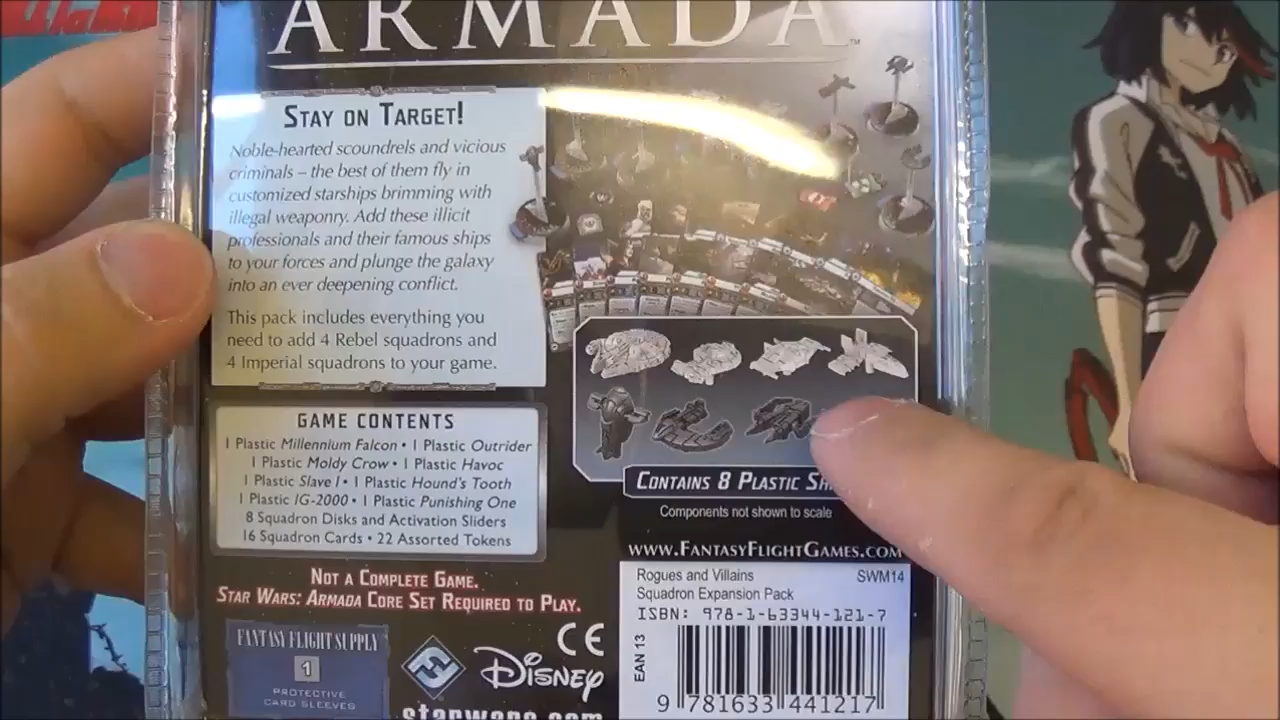 ARMADA™
STAY ON TARGET!
Noble-hearted scoundrels and vicious
criminals – the best of them fly in
customized starships brimming with
illegal weaponry. Add these illicit
professionals and their famous ships
to your forces and plunge the galaxy
into an ever deepening conflict.
This pack includes everything you
need to add 4 Rebel squadrons and
4 Imperial squadrons to your game.
GAME CONTENTS
1 Plastic Millennium Falcon • 1 Plastic Outrider
1 Plastic Moldy Crow • 1 Plastic Havoc
1 Plastic Slave I • 1 Plastic Hound's Tooth
1 Plastic IG-2000 • 1 Plastic Punishing One
8 Squadron Disks and Activation Sliders
16 Squadron Cards • 22 Assorted Tokens
CONTAINS 8 PLASTIC
Components not shown to scale
WWW.FANTASYFLIGHTGAMES.COM
NOT A COMPLETE GAME.
STAR WARS: ARMADA CORE SET REQUIRED TO PLAY.
Rogues and Villains SWM14
Squadron Expansion Pack
ISBN: 978-1-63344-121-7
EAN 13
9 781633 441217
FANTASY FLIGHT SUPPLY
1
PROTECTIVE
CARD SLEEVES
CE
Disney
starwars.com